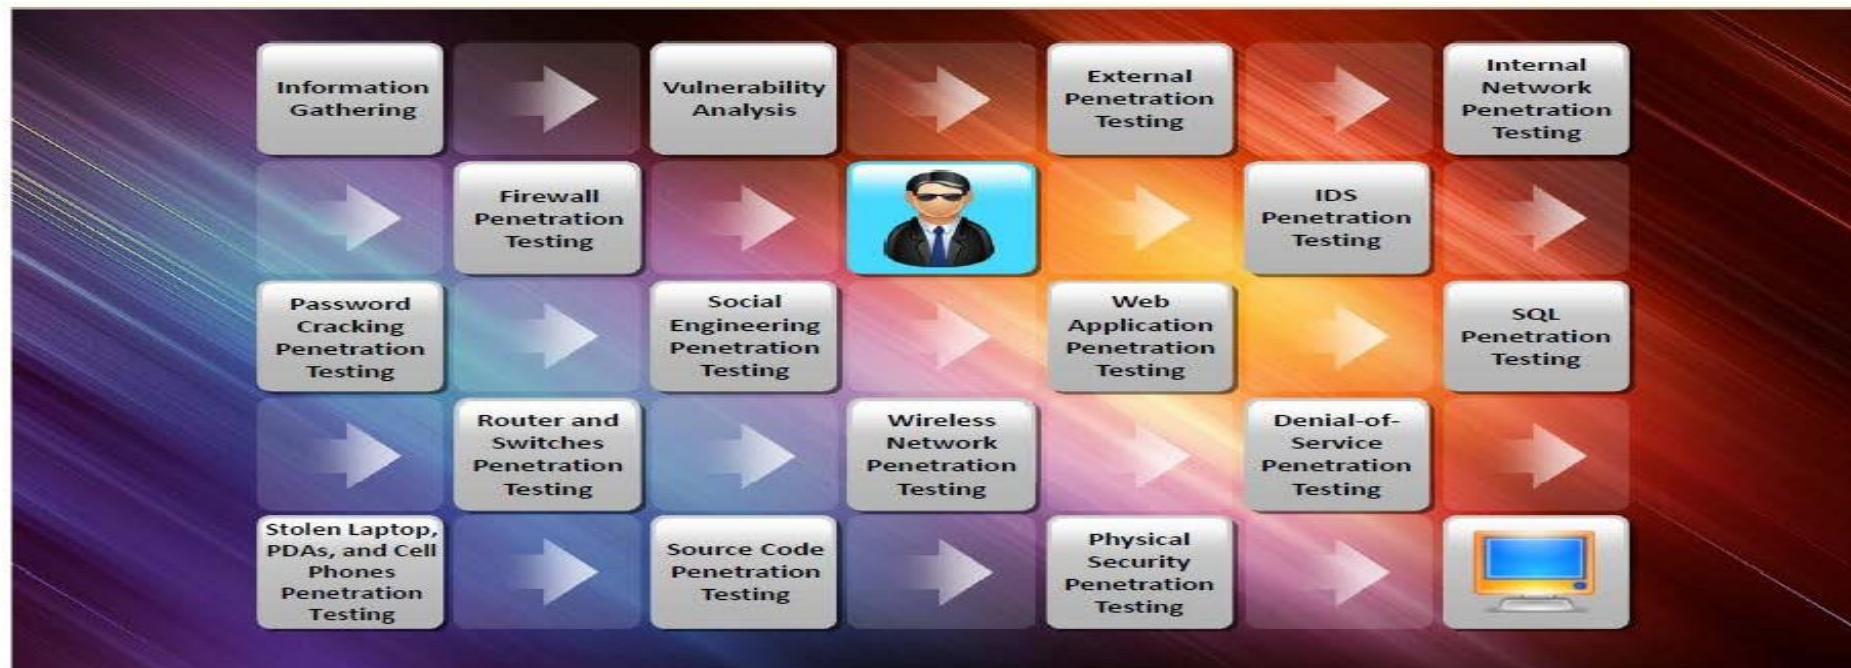 Information
Gathering
Vulnerability
Analysis
External
Penetration
Testing
Internal
Network
Penetration
Testing
Firewall
Penetration
Testing
IDS
Penetration
Testing
Password
Cracking
Penetration
Testing
Social
Engineering
Penetration
Testing
Web
Application
Penetration
Testing
SQL
Penetration
Testing
Router and
Switches
Penetration
Testing
Wireless
Network
Penetration
Testing
Denial-of-
Service
Penetration
Testing
Stolen Laptop,
PDAs, and Cell
Phones
Penetration
Testing
Source Code
Penetration
Testing
Physical
Security
Penetration
Testing